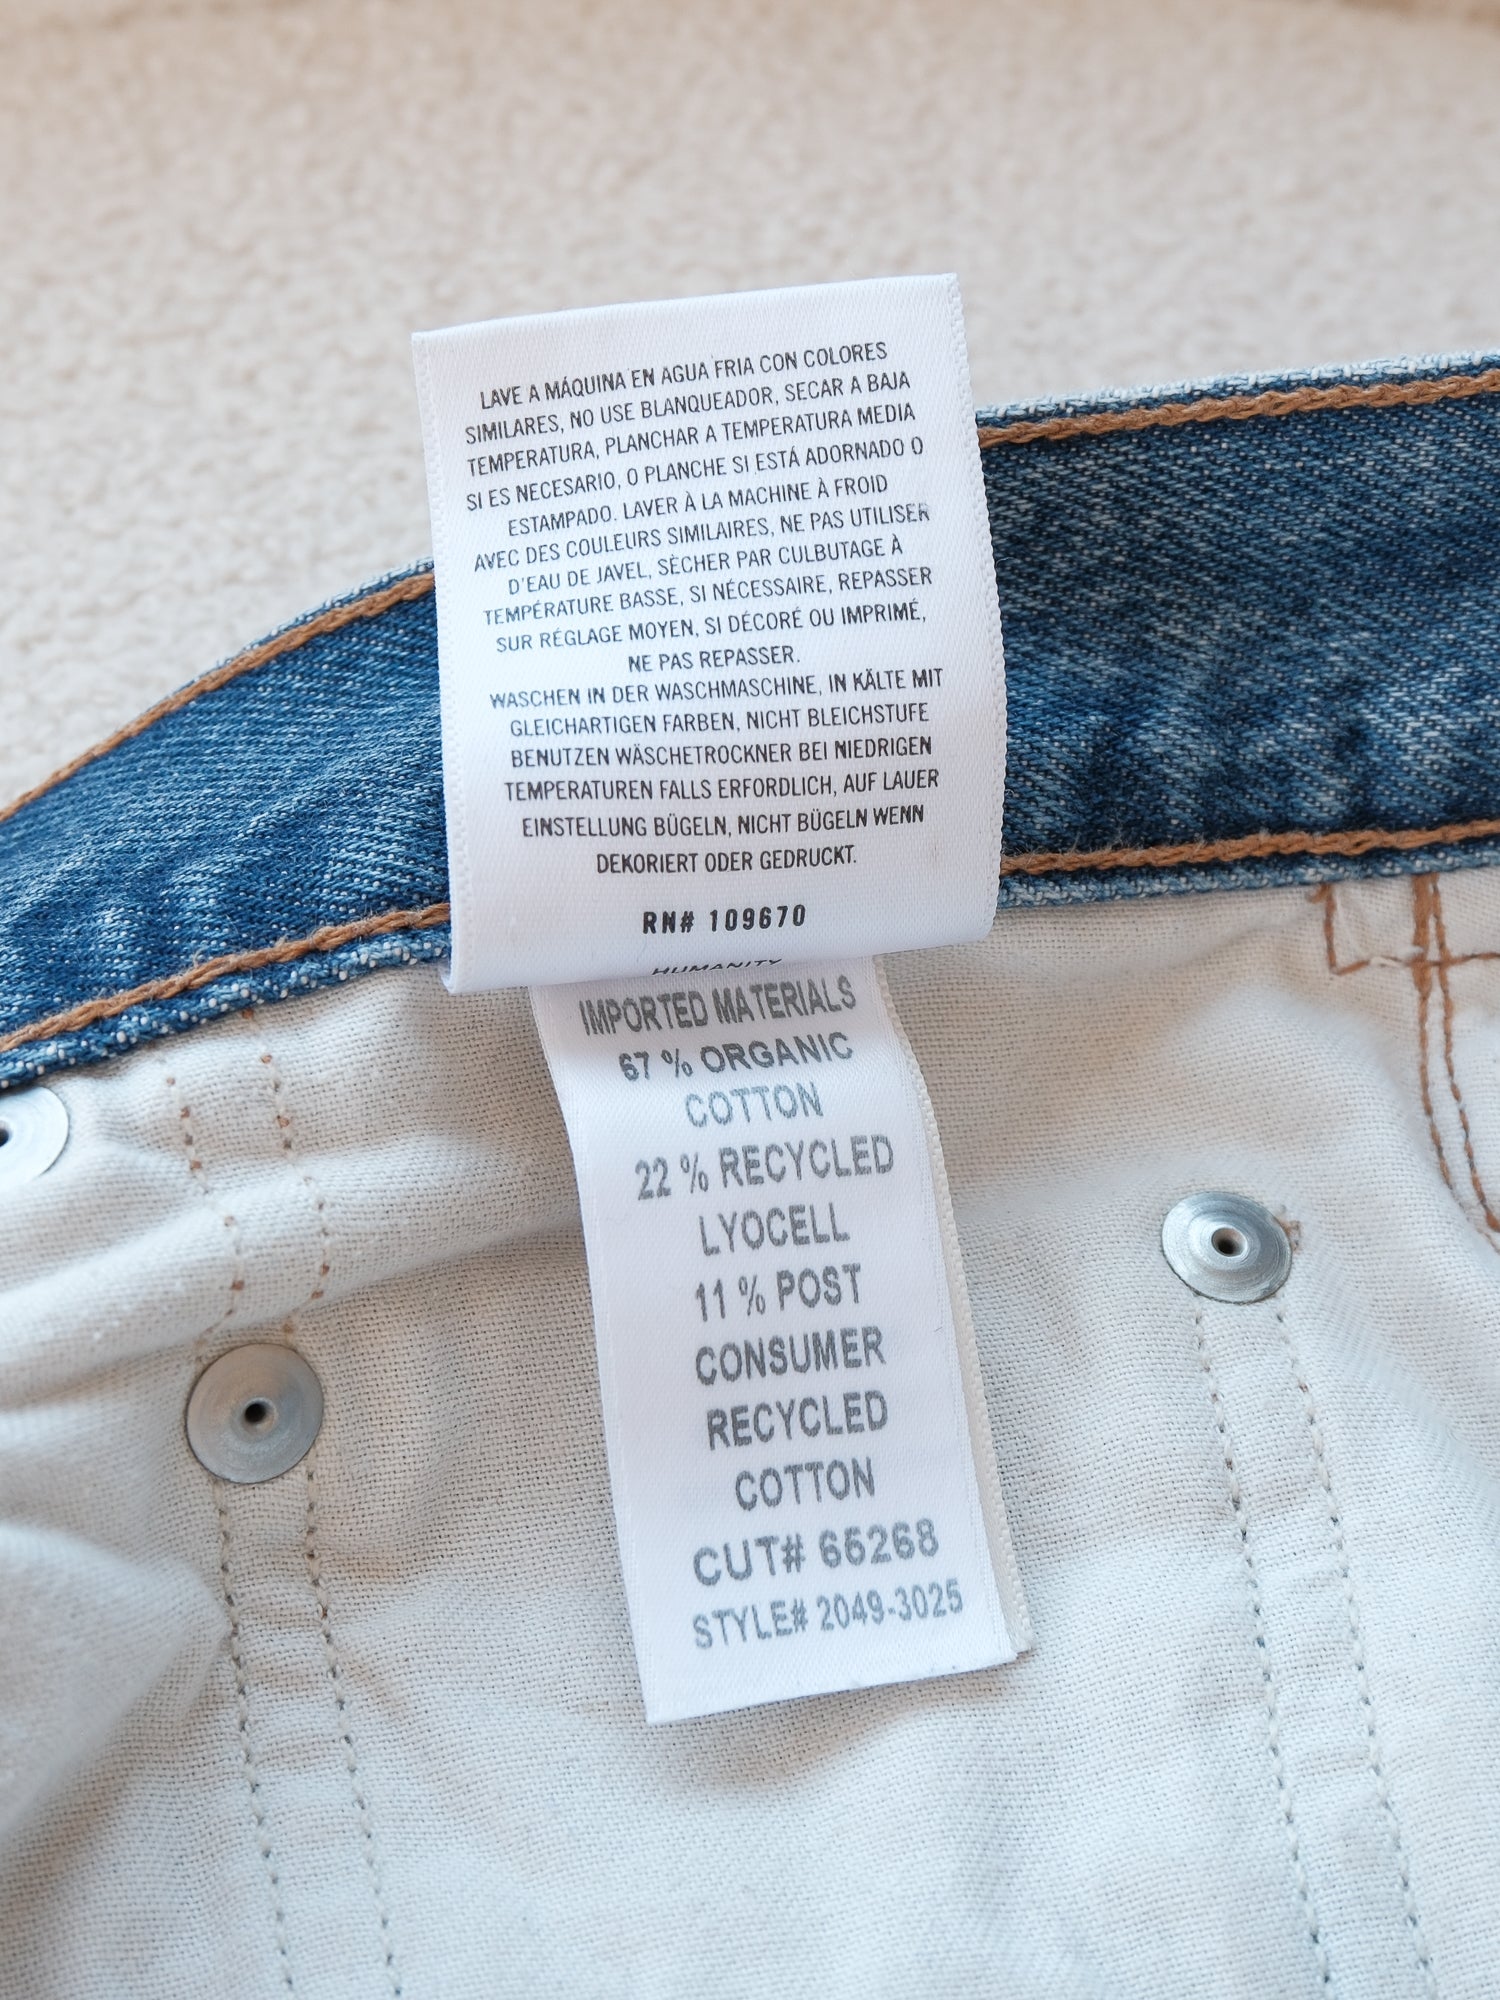 LAVE A MÁQUINA EN AGUA FRIA CON COLORES
SIMILARES, NO USE BLANQUEADOR, SECAR A BAJA
TEMPERATURA, PLANCHAR A TEMPERATURA MEDIA
SI ES NECESARIO, O PLANCHE SI ESTÁ ADORNADO O
ESTAMPADO. LAVER À LA MACHINE À FROID
AVEC DES COULEURS SIMILAIRES, NE PAS UTILISER
D'EAU DE JAVEL, SÈCHER PAR CULBUTAGE À
TEMPÉRATURE BASSE, SI NÉCESSAIRE, REPASSER
SUR RÉGLAGE MOYEN, SI DÉCORÉ OU IMPRIMÉ,
NE PAS REPASSER.
WASCHEN IN DER WASCHMASCHINE, IN KÄLTE MIT
GLEICHARTIGEN FARBEN, NICHT BLEICHSTUFE
BENUTZEN WÄSCHETROCKNER BEI NIEDRIGEN
TEMPERATUREN FALLS ERFORDLICH, AUF LAUER
EINSTELLUNG BÜGELN, NICHT BÜGELN WENN
DEKORIERT ODER GEDRUCKT.
RN# 109670
HUMANITY
IMPORTED MATERIALS
67 % ORGANIC
COTTON
22 % RECYCLED
LYOCELL
11 % POST
CONSUMER
RECYCLED
COTTON
CUT# 65268
STYLE# 2049-3025